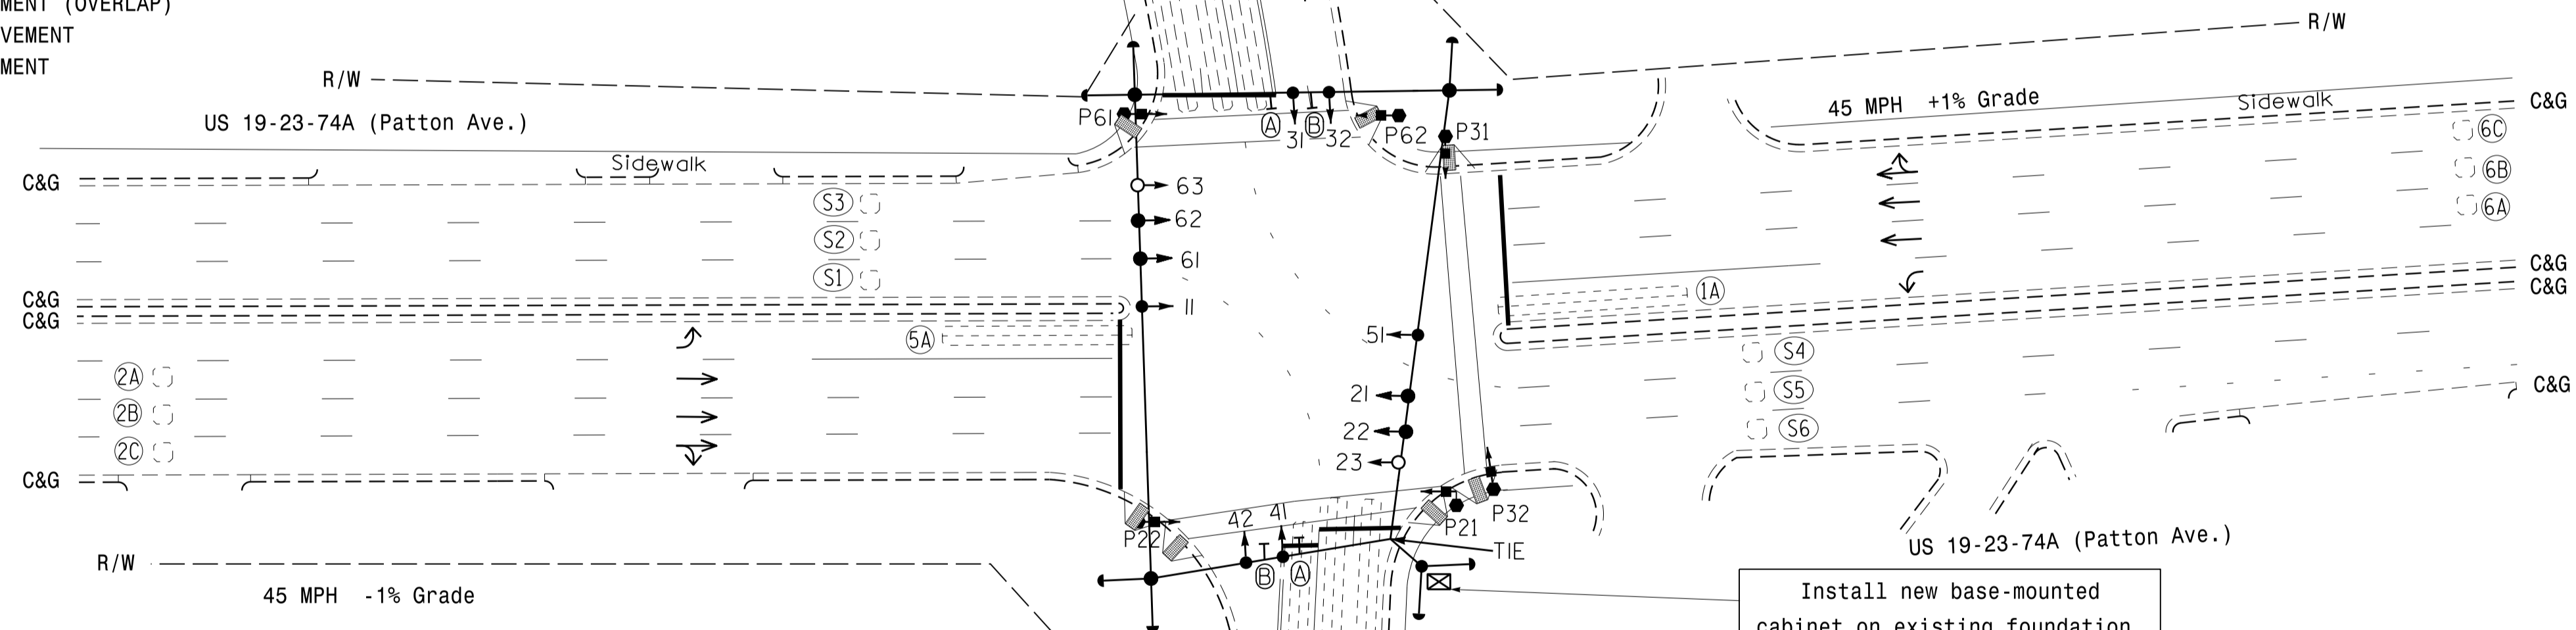 MENT (OVERLAP)
VEMENT
MENT
R/W
R/W
US 19-23-74A (Patton Ave.)
45 MPH +1% Grade
Sidewalk
C&G
P61
A
31
B
32
P62
P31
6C
Sidewalk
C&G
63
6B
S3
62
6A
S2
61
S1
C&G
C&G
C&G
11
1A
C&G
5A
51
S4
2A
21
S5
C&G
2B
22
S6
2C
23
C&G
42
41
P21
P32
P22
TIE
US 19-23-74A (Patton Ave.)
R/W
B
A
45 MPH -1% Grade
Install new base-mounted
cabinet on existing foundation